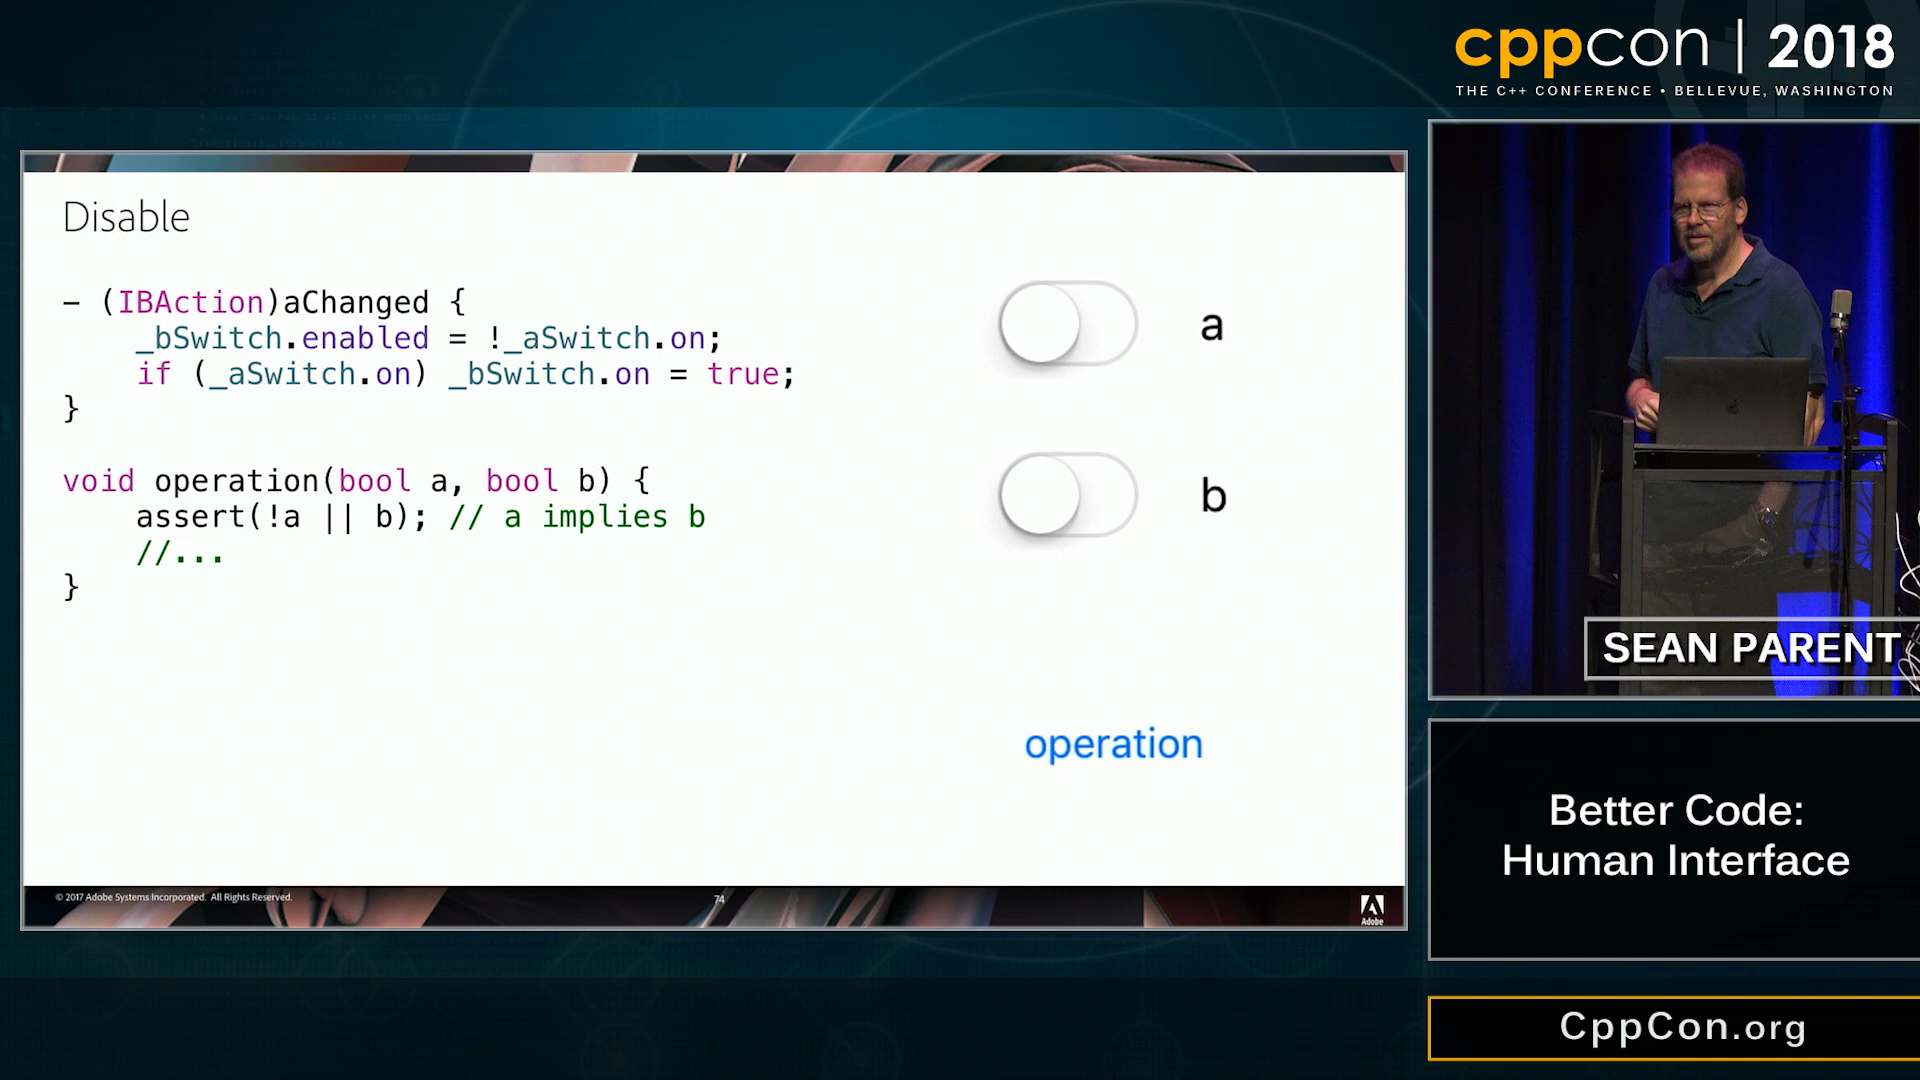 cppcon | 2018
THE C++ CONFERENCE • BELLEVUE, WASHINGTON
Disable
- (IBAction)aChanged {
    _bSwitch.enabled = !_aSwitch.on;
    if (_aSwitch.on) _bSwitch.on = true;
}
void operation(bool a, bool b) {
    assert(!a || b); // a implies b
    //...
}
a
b
operation
© 2017 Adobe Systems Incorporated. All Rights Reserved.
74
Adobe
SEAN PARENT
Better Code:
Human Interface
CppCon.org